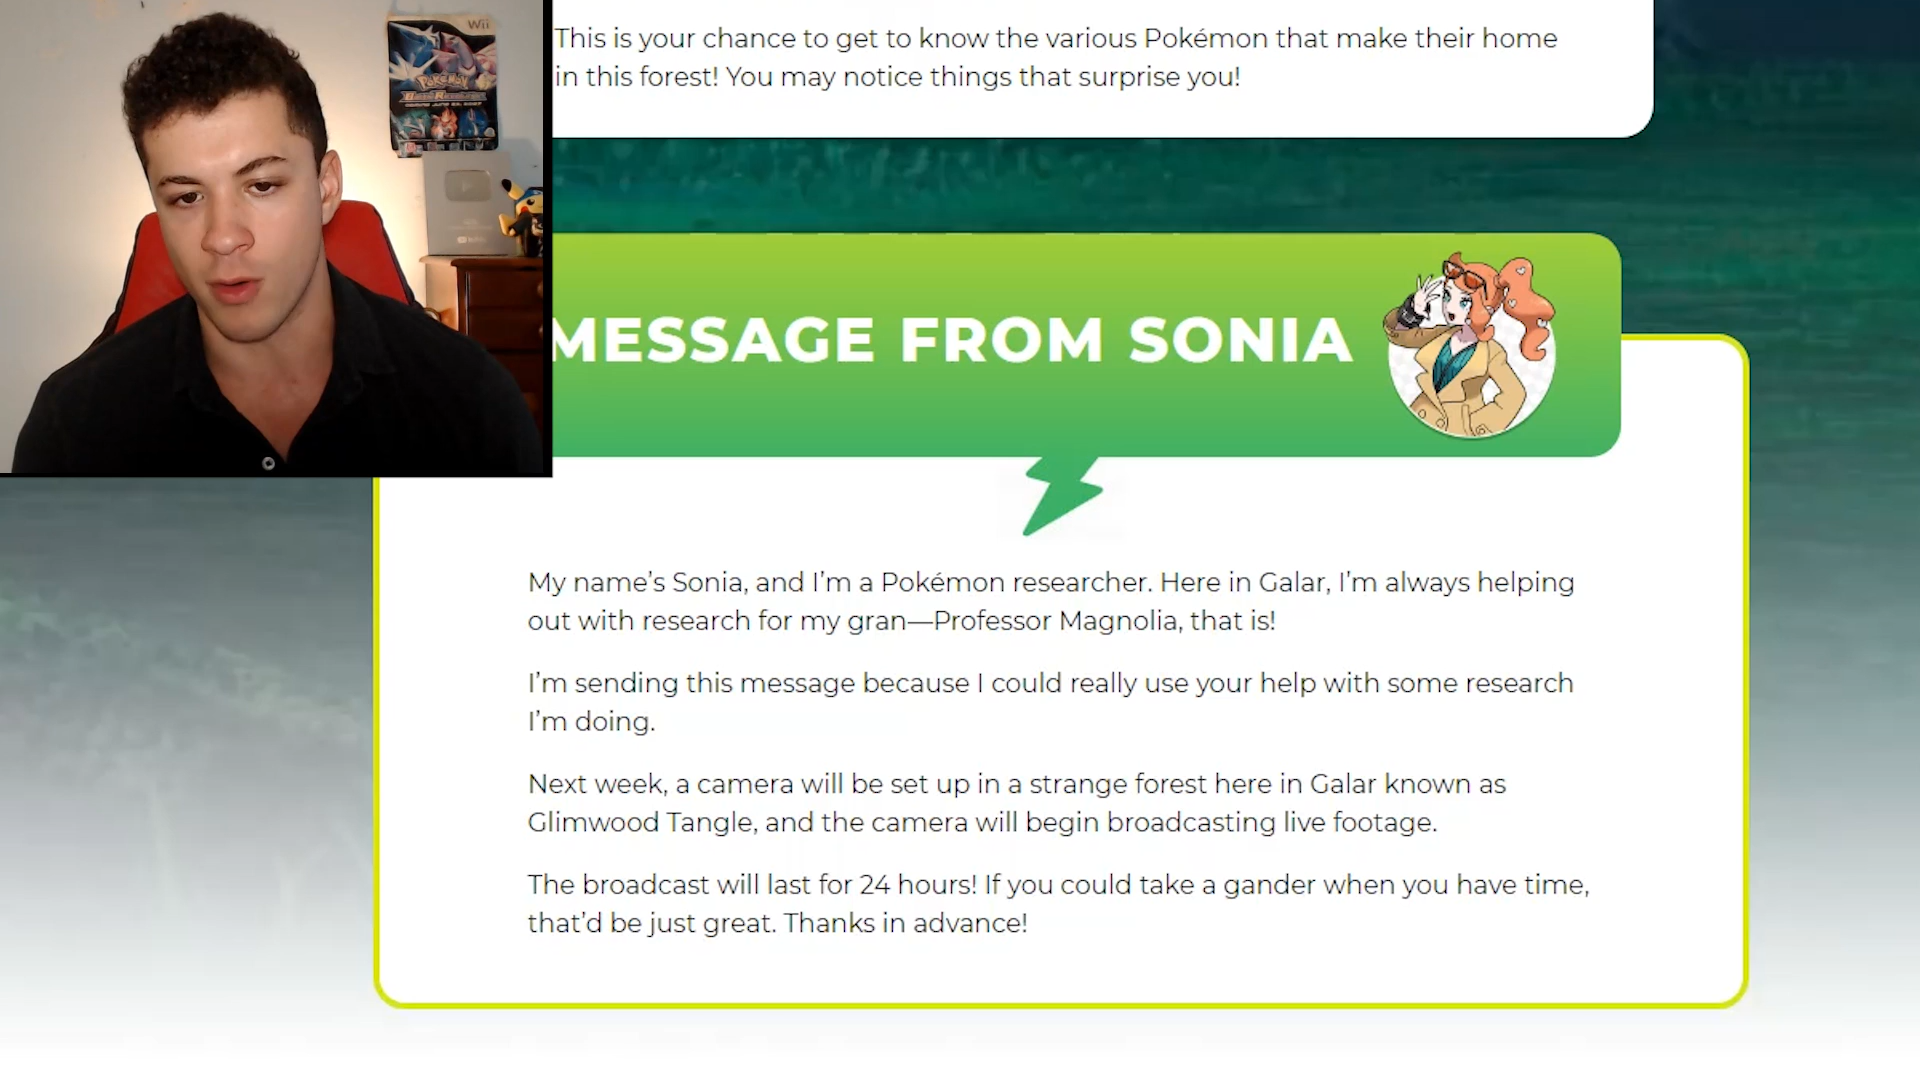 Wii
POKéMON
This is your chance to get to know the various Pokémon that make their home
in this forest! You may notice things that surprise you!
MESSAGE FROM SONIA
My name’s Sonia, and I’m a Pokémon researcher. Here in Galar, I’m always helping
out with research for my gran—Professor Magnolia, that is!
I’m sending this message because I could really use your help with some research
I’m doing.
Next week, a camera will be set up in a strange forest here in Galar known as
Glimwood Tangle, and the camera will begin broadcasting live footage.
The broadcast will last for 24 hours! If you could take a gander when you have time,
that’d be just great. Thanks in advance!